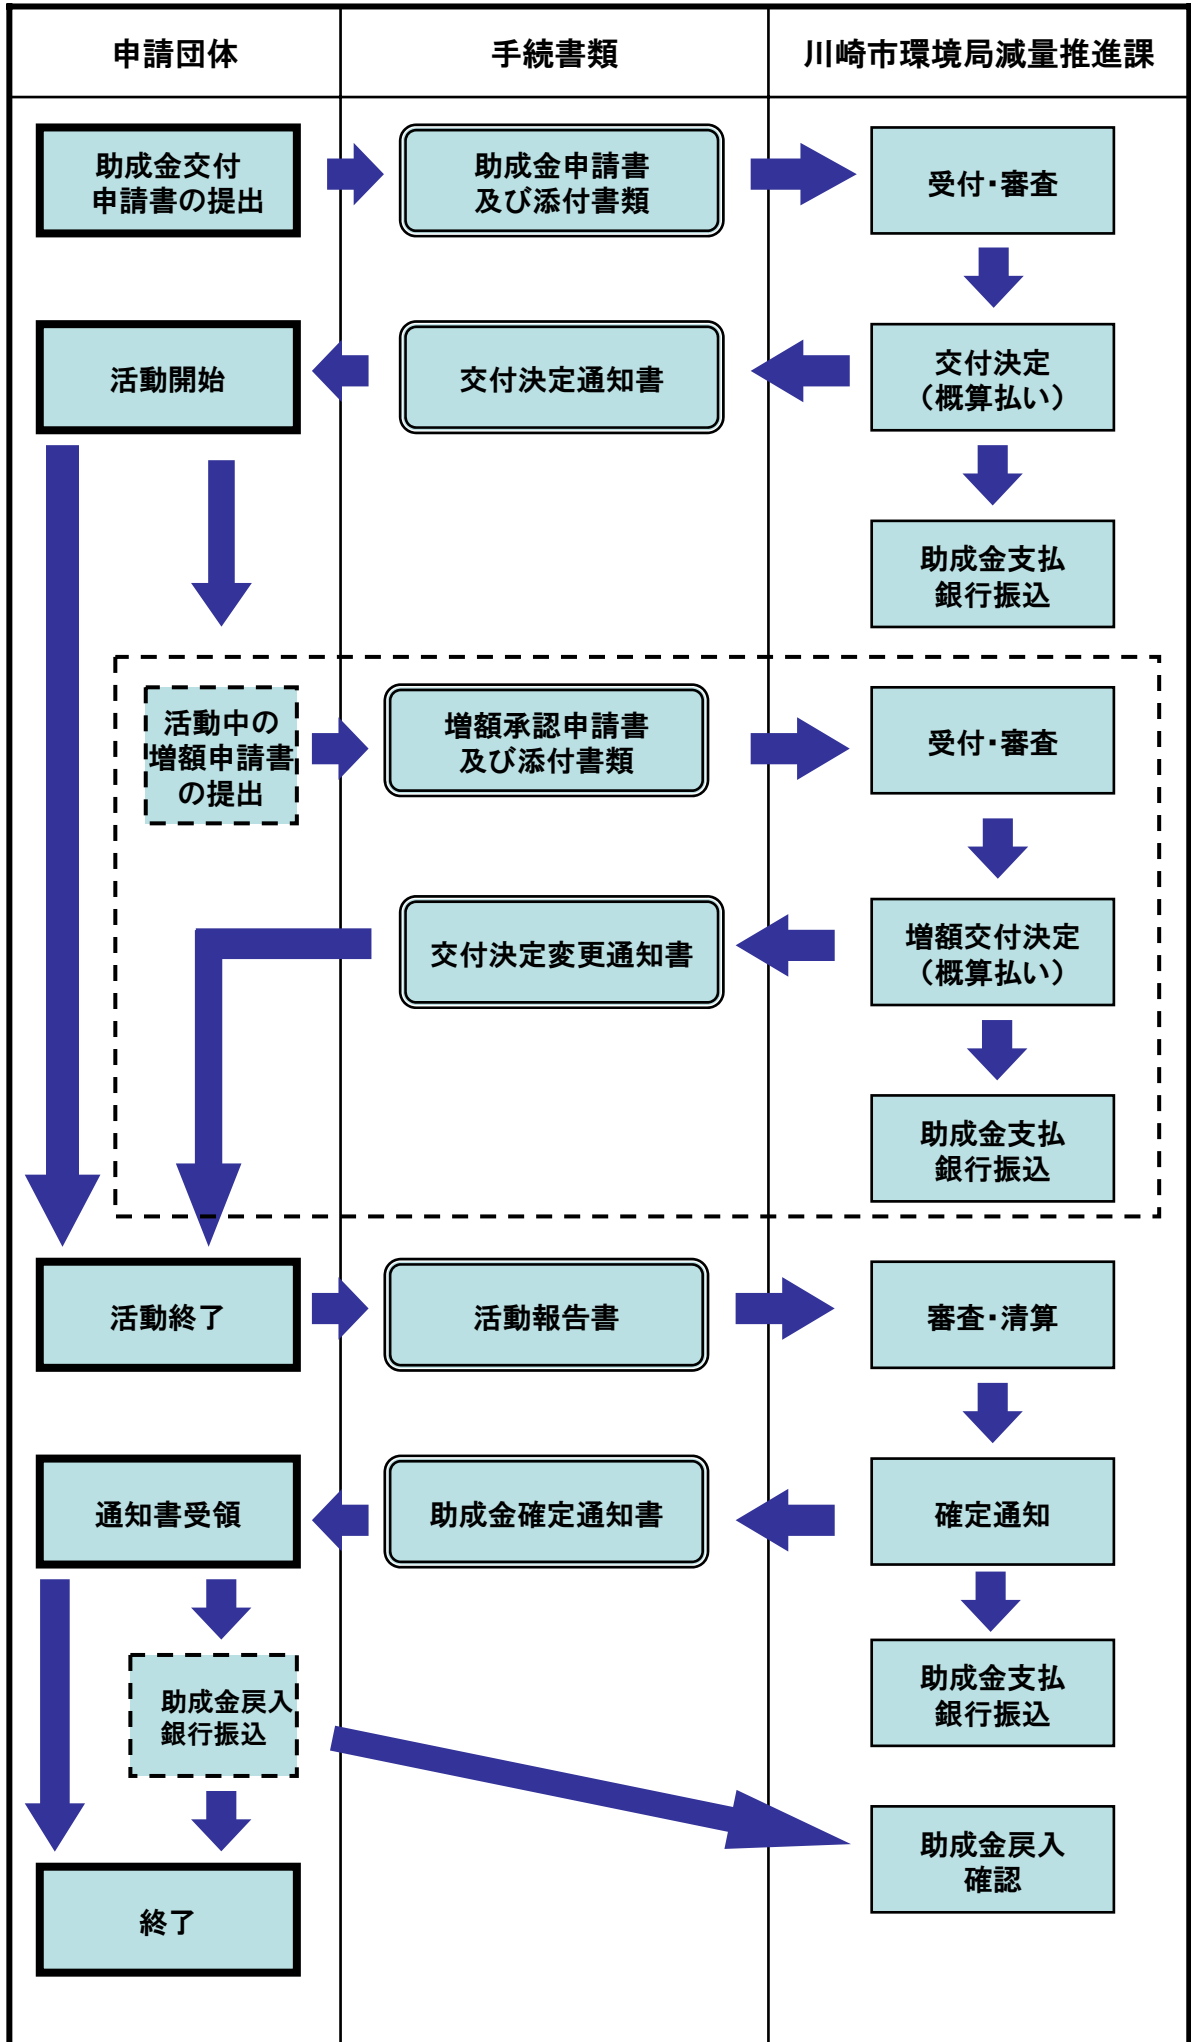 申請団体
手続書類
川崎市環境局減量推進課
助成金交付
申請書の提出
助成金申請書
及び添付書類
受付・審査
活動開始
交付決定通知書
交付決定
（概算払い）
助成金支払
銀行振込
活動中の
増額申請書
の提出
増額承認申請書
及び添付書類
受付・審査
交付決定変更通知書
増額交付決定
（概算払い）
助成金支払
銀行振込
活動終了
活動報告書
審査・清算
通知書受領
助成金確定通知書
確定通知
助成金戻入
銀行振込
助成金支払
銀行振込
助成金戻入
確認
終了